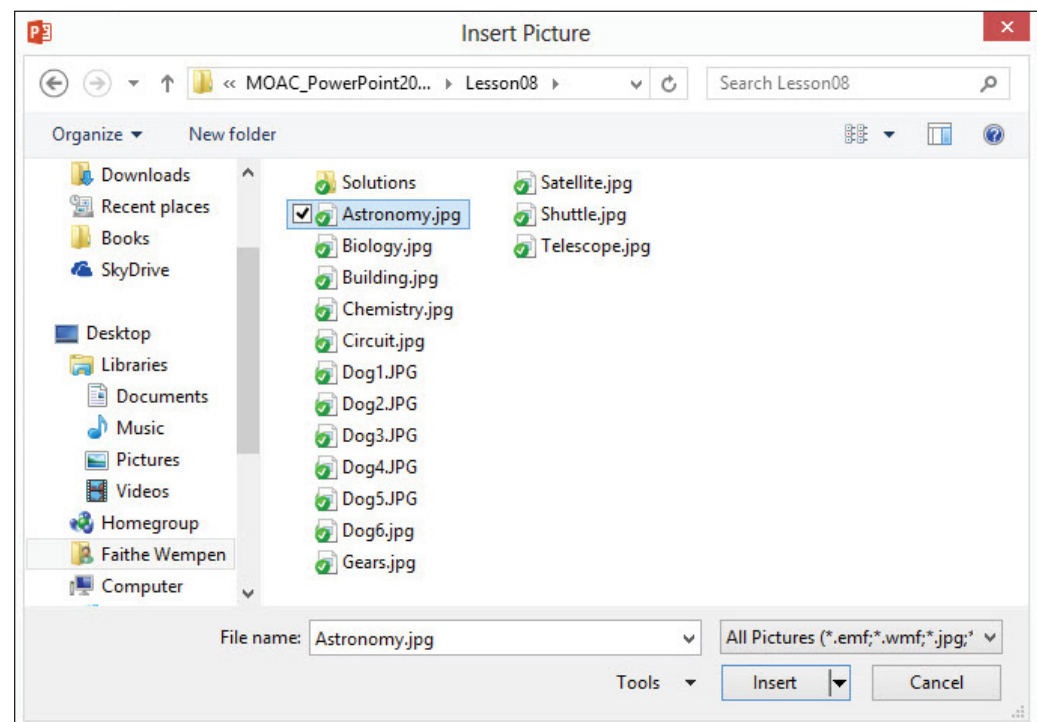 Insert Picture
« MOAC_PowerPoint20... Lesson08
Search Lesson08
Organize
New folder
Downloads
Recent places
Books
SkyDrive
Desktop
Libraries
Documents
Music
Pictures
Videos
Homegroup
Faithe Wempen
Computer
Solutions
Astronomy.jpg
Biology.jpg
Building.jpg
Chemistry.jpg
Circuit.jpg
Dog1.JPG
Dog2.JPG
Dog3.JPG
Dog4.JPG
Dog5.JPG
Dog6.jpg
Gears.jpg
Satellite.jpg
Shuttle.jpg
Telescope.jpg
File name: Astronomy.jpg
All Pictures (*.emf;*.wmf;*.jpg;*
Tools
Insert
Cancel